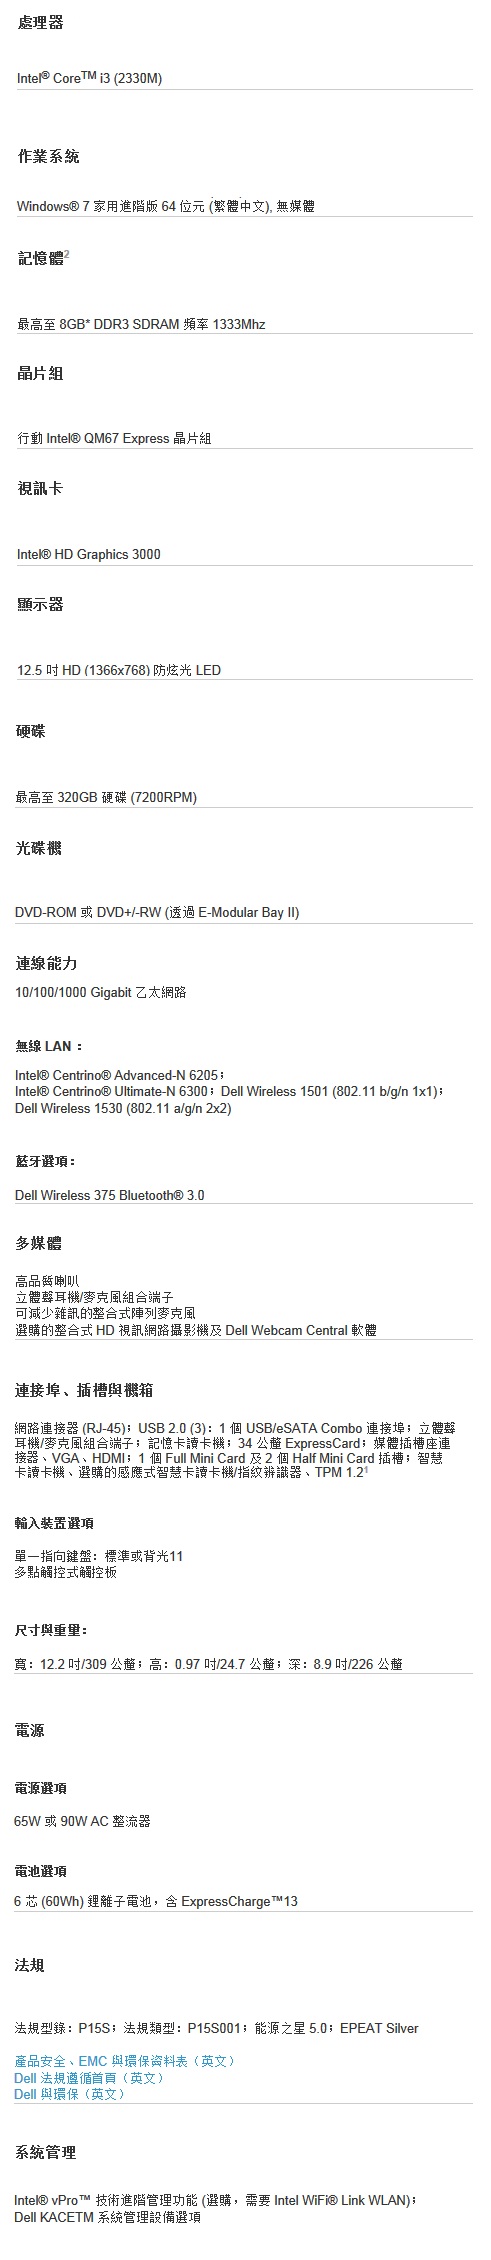 處理器
Intel® Core™ i3 (2330M)
作業系統
Windows® 7 家用進階版 64 位元 (繁體中文), 無媒體
記憶體²
最高至 8GB* DDR3 SDRAM 頻率 1333Mhz
晶片組
行動 Intel® QM67 Express 晶片組
視訊卡
Intel® HD Graphics 3000
顯示器
12.5 吋 HD (1366x768) 防炫光 LED
硬碟
最高至 320GB 硬碟 (7200RPM)
光碟機
DVD-ROM 或 DVD+/-RW (透過 E-Modular Bay II)
連線能力
10/100/1000 Gigabit 乙太網路
無線 LAN：
Intel® Centrino® Advanced-N 6205；
Intel® Centrino® Ultimate-N 6300；Dell Wireless 1501 (802.11 b/g/n 1x1)；
Dell Wireless 1530 (802.11 a/g/n 2x2)
藍牙選項：
Dell Wireless 375 Bluetooth® 3.0
多媒體
高品質喇叭
立體聲耳機/麥克風組合端子
可減少雜訊的整合式陣列麥克風
選購的整合式 HD 視訊網路攝影機及 Dell Webcam Central 軟體
連接埠、插槽與機箱
網路連接器 (RJ-45)；USB 2.0 (3)：1 個 USB/eSATA Combo 連接埠；立體聲
耳機/麥克風組合端子；記憶卡讀卡機；34 公釐 ExpressCard；媒體插槽座連
接器、VGA、HDMI；1 個 Full Mini Card 及 2 個 Half Mini Card 插槽；智慧
卡讀卡機、選購的感應式智慧卡讀卡機/指紋辨識器、TPM 1.2¹
輸入裝置選項
單一指向鍵盤：標準或背光11
多點觸控式觸控板
尺寸與重量：
寬：12.2 吋/309 公釐；高：0.97 吋/24.7 公釐；深：8.9 吋/226 公釐
電源
電源選項
65W 或 90W AC 整流器
電池選項
6 芯 (60Wh) 鋰離子電池，含 ExpressCharge™13
法規
法規型錄：P15S；法規類型：P15S001；能源之星 5.0；EPEAT Silver
產品安全、EMC 與環保資料表（英文）
Dell 法規遵循首頁（英文）
Dell 與環保（英文）
系統管理
Intel® vPro™ 技術進階管理功能 (選購，需要 Intel WiFi® Link WLAN)；
Dell KACETM 系統管理設備選項